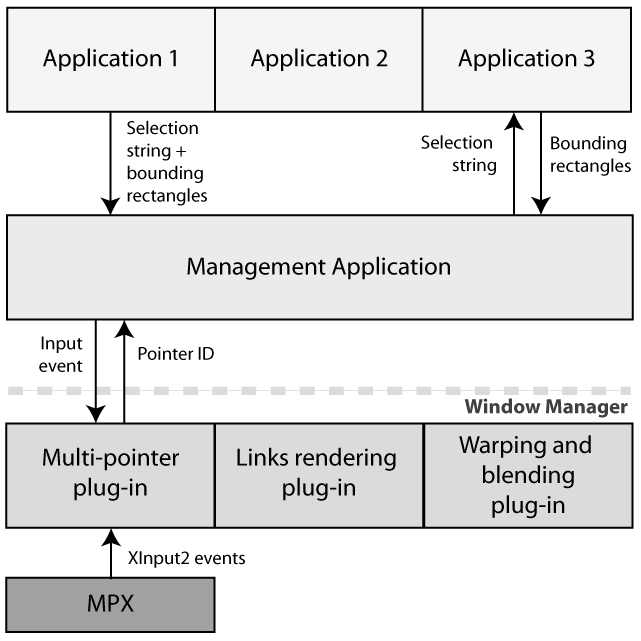 Application 1
Application 2
Application 3
Selection
string +
bounding
rectangles
Selection
string
Bounding
rectangles
Management Application
Input
event
Pointer ID
Window Manager
Multi-pointer
plug-in
Links rendering
plug-in
Warping and
blending
plug-in
XInput2 events
MPX